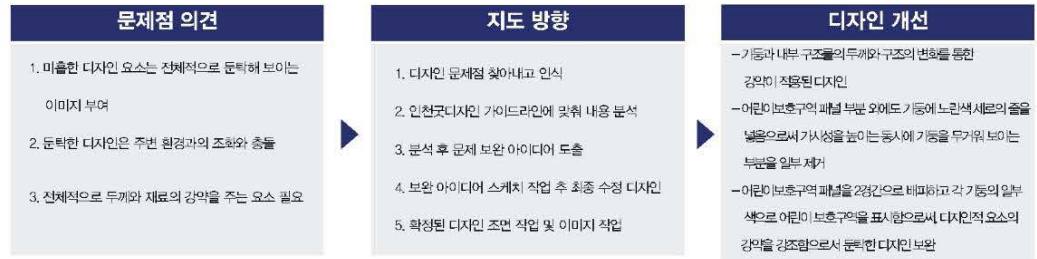 문제점 의견
1. 미흡한 디자인 요소는 전체적으로 둔탁해 보이는
이미지 부여
2. 둔탁한 디자인은 주변 환경과의 조화와 충돌
3. 전체적으로 두께와 재료의 강약을 주는 요소 필요
지도 방향
1. 디자인 문제점 찾아내고 인식
2. 인천굿디자인 가이드라인에 맞춰 내용 분석
3. 분석 후 문제 보완 아이디어 도출
4. 보완 아이디어 스케치 작업 후 최종 수정 디자인
5. 확정된 디자인 조면 작업 및 이미지 작업
디자인 개선
– 기둥과 내부 구조물의 두께와 구조의 변화를 통한
강약이 적용된 디자인
– 어린이보호구역 패널 부분 외에도 기둥에 노란색 세로의 줄을
넣음으로써 가시성을 높이는 동시에 기둥을 무거워 보이는
부분을 일부 제거
– 어린이보호구역 패널을 2경간으로 배피하고 각 기둥의 일부
색으로 어린이 보호구역을 표시함으로써, 디자인적 요소의
강약을 강조함으로서 둔탁한 디자인 보완